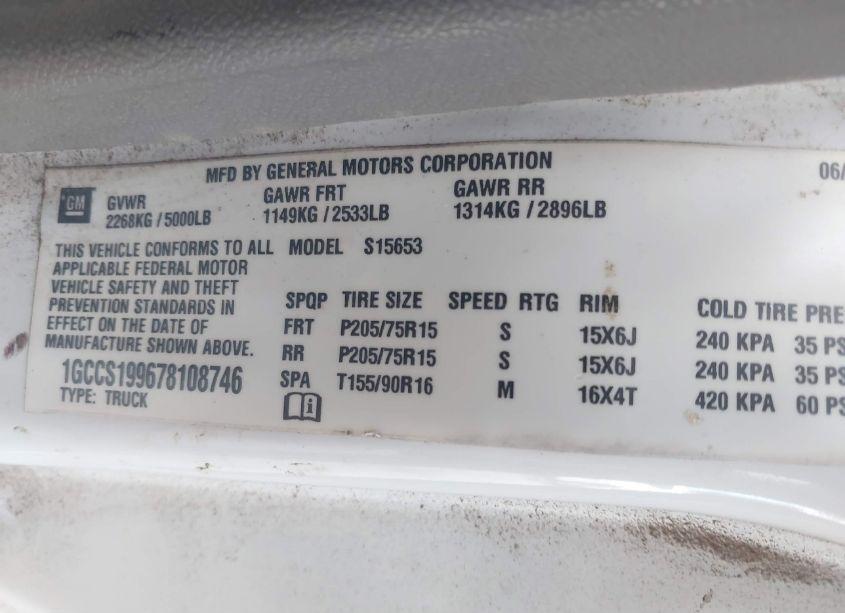 MFD BY GENERAL MOTORS CORPORATION 06/
GM GVWR GAWR FRT GAWR RR
2268KG / 5000LB 1149KG / 2533LB 1314KG / 2896LB
THIS VEHICLE CONFORMS TO ALL MODEL S15653
APPLICABLE FEDERAL MOTOR
VEHICLE SAFETY AND THEFT
PREVENTION STANDARDS IN SPQP TIRE SIZE SPEED RTG RIM COLD TIRE PRE
EFFECT ON THE DATE OF FRT P205/75R15 S 15X6J 240 KPA 35 PS
MANUFACTURE SHOWN ABOVE. RR P205/75R15 S 15X6J 240 KPA 35 PS
1GCCS199678108746 SPA T155/90R16 M 16X4T 420 KPA 60 PS
TYPE: TRUCK